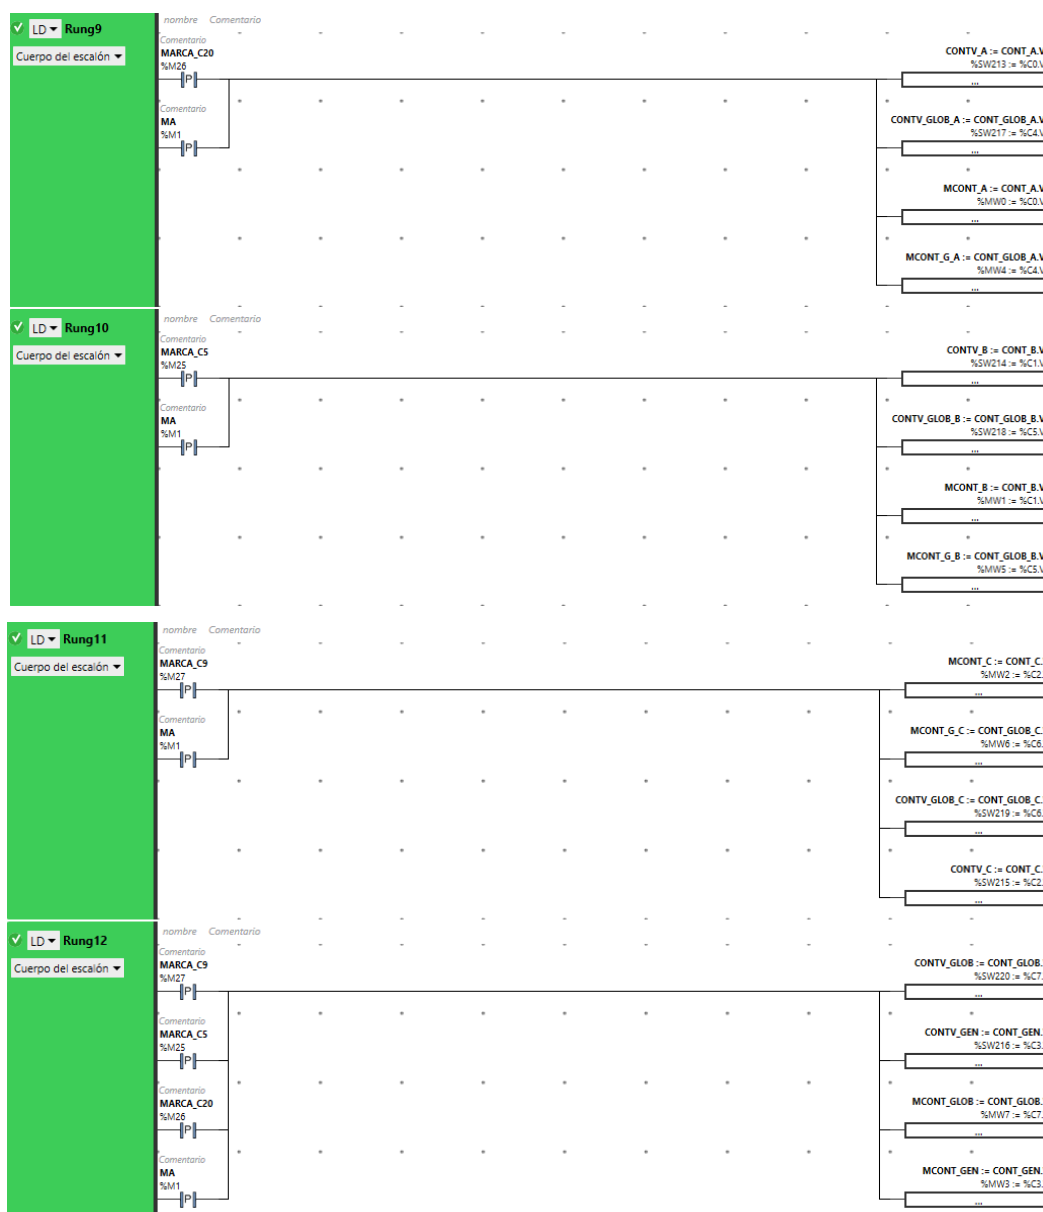 LD Rung9
Cuerpo del escalón
nombre Comentario
Comentario
MARCA_C20
%M26
P
Comentario
MA
%M1
P
CONTV_A := CONT_A.V
%SW213 := %C0.V
...
CONTV_GLOB_A := CONT_GLOB_A.V
%SW217 := %C4.V
...
MCONT_A := CONT_A.V
%MW0 := %C0.V
...
MCONT_G_A := CONT_GLOB_A.V
%MW4 := %C4.V
...
LD Rung10
Cuerpo del escalón
nombre Comentario
Comentario
MARCA_C5
%M25
P
Comentario
MA
%M1
P
CONTV_B := CONT_B.V
%SW214 := %C1.V
...
CONTV_GLOB_B := CONT_GLOB_B.V
%SW218 := %C5.V
...
MCONT_B := CONT_B.V
%MW1 := %C1.V
...
MCONT_G_B := CONT_GLOB_B.V
%MW5 := %C5.V
...
LD Rung11
Cuerpo del escalón
nombre Comentario
Comentario
MARCA_C9
%M27
P
Comentario
MA
%M1
P
MCONT_C := CONT_C.
%MW2 := %C2.
...
MCONT_G_C := CONT_GLOB_C.
%MW6 := %C6.
...
CONTV_GLOB_C := CONT_GLOB_C.
%SW219 := %C6.
...
CONTV_C := CONT_C.
%SW215 := %C2.
...
LD Rung12
Cuerpo del escalón
nombre Comentario
Comentario
MARCA_C9
%M27
P
Comentario
MARCA_C5
%M25
P
Comentario
MARCA_C20
%M26
P
Comentario
MA
%M1
P
CONTV_GLOB := CONT_GLOB.
%SW220 := %C7.
...
CONTV_GEN := CONT_GEN.
%SW216 := %C3.
...
MCONT_GLOB := CONT_GLOB.
%MW7 := %C7.
...
MCONT_GEN := CONT_GEN.
%MW3 := %C3.
...